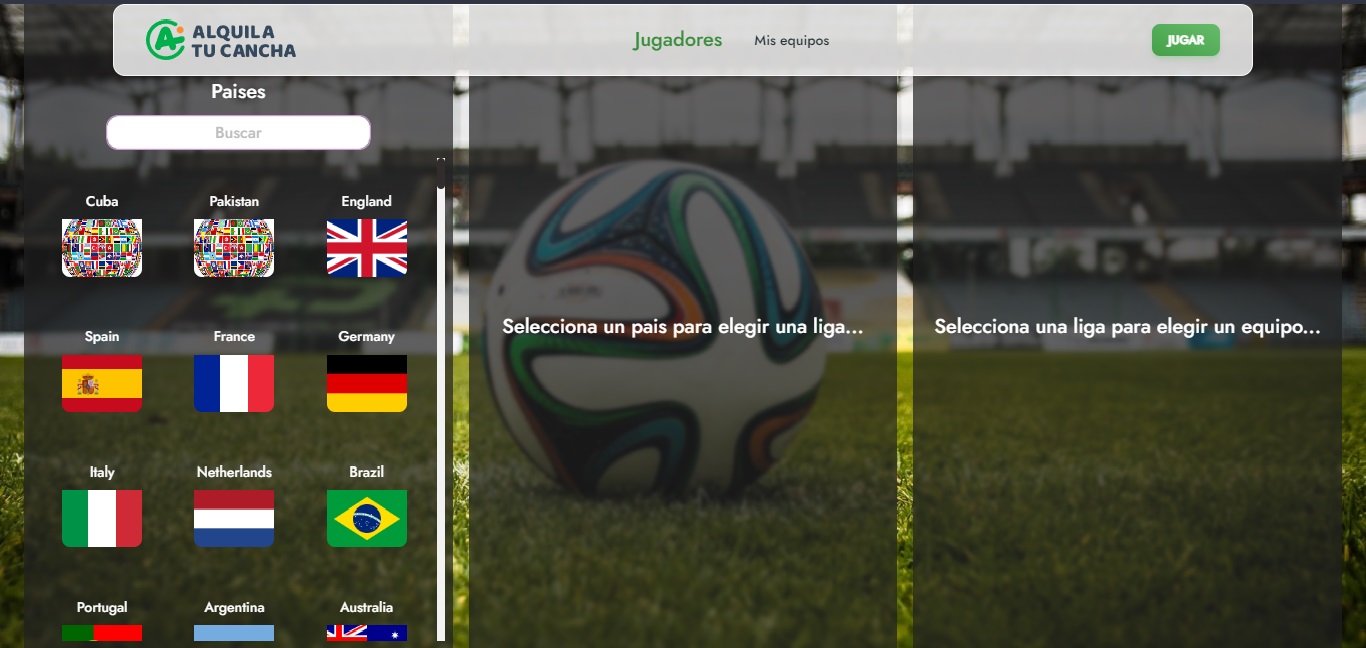 ALQUILA
TU CANCHA
Jugadores
Mis equipos
JUGAR
Paises
Buscar
Cuba
Pakistan
England
Spain
France
Germany
Italy
Netherlands
Brazil
Portugal
Argentina
Australia
Selecciona un pais para elegir una liga...
Selecciona una liga para elegir un equipo...